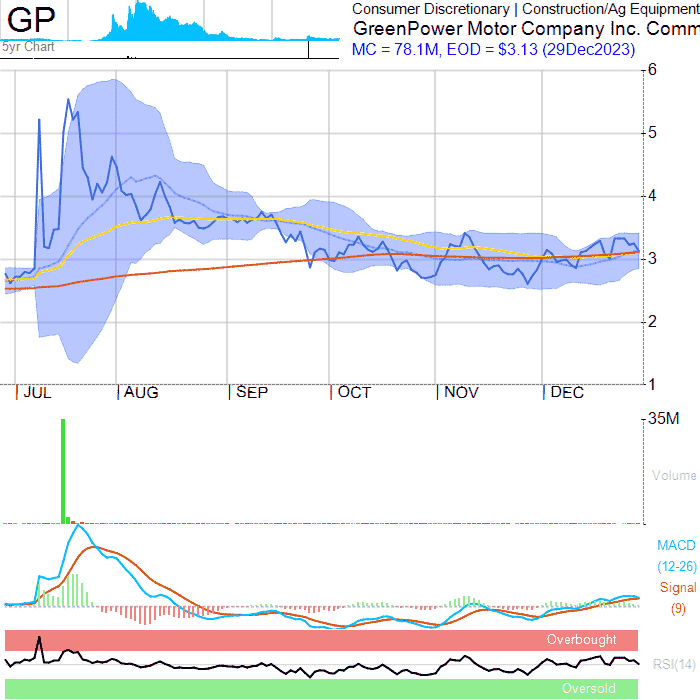 GP
5yr Chart
Consumer Discretionary | Construction/Ag Equipment
GreenPower Motor Company Inc. Comm
MC = 78.1M, EOD = $3.13 (29Dec2023)
6
5
4
3
2
1
JUL AUG SEP OCT NOV DEC
35M
Volume
MACD
(12-26)
Signal
(9)
Overbought
RSI(14)
Oversold